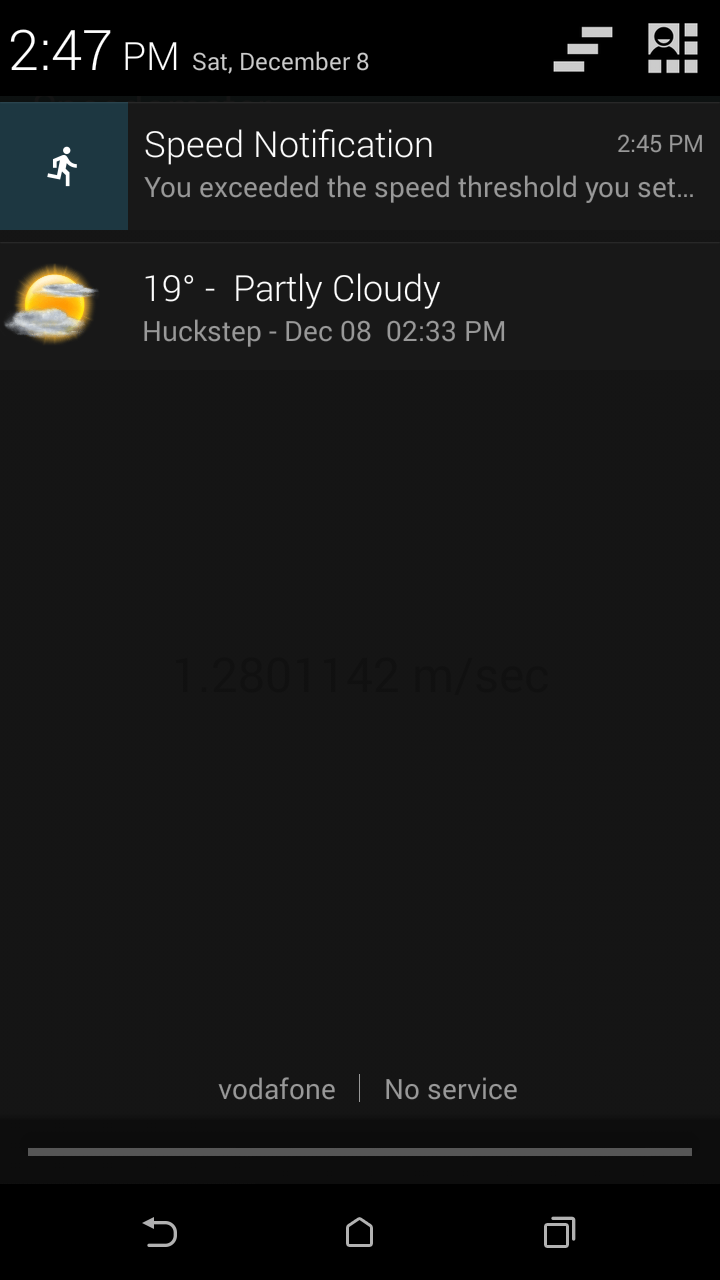 2:47 PM Sat, December 8
Speed Notification 2:45 PM
You exceeded the speed threshold you set...
19° - Partly Cloudy
Huckstep - Dec 08 02:33 PM
1.2801142 m/sec
vodafone | No service